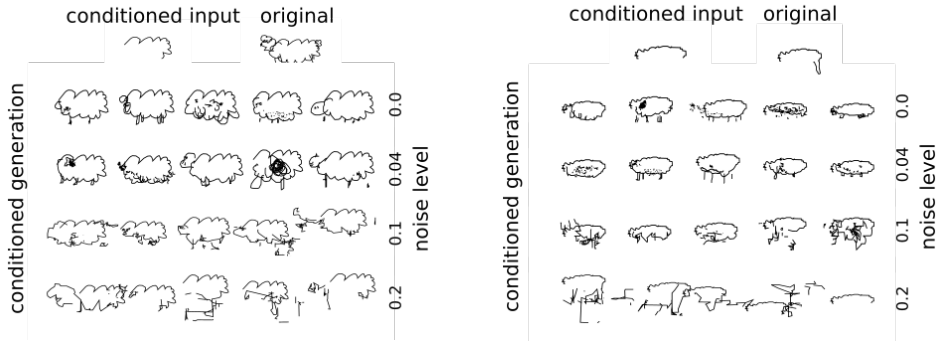 conditioned input original
conditioned generation
0.0
0.04
0.1
0.2
noise level
conditioned input original
conditioned generation
0.0
0.04
0.1
0.2
noise level